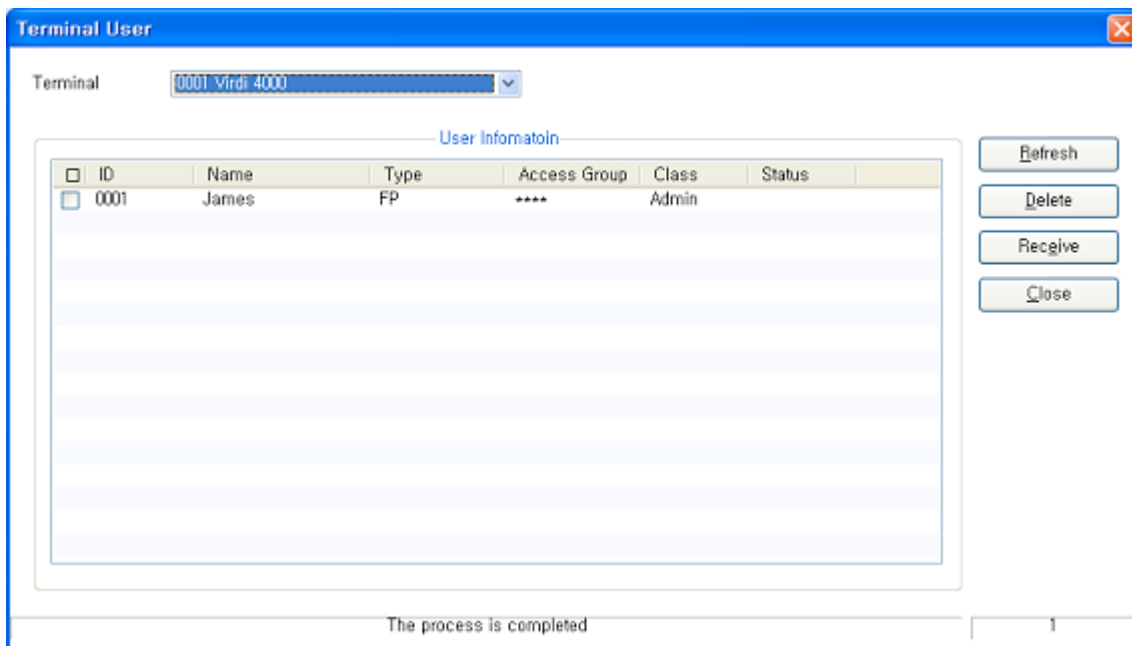 Terminal User
Terminal 0001 Virdi 4000
User Infomatoin
ID Name Type Access Group Class Status
0001 James FP **** Admin
Refresh
Delete
Receive
Close
The process is completed 1